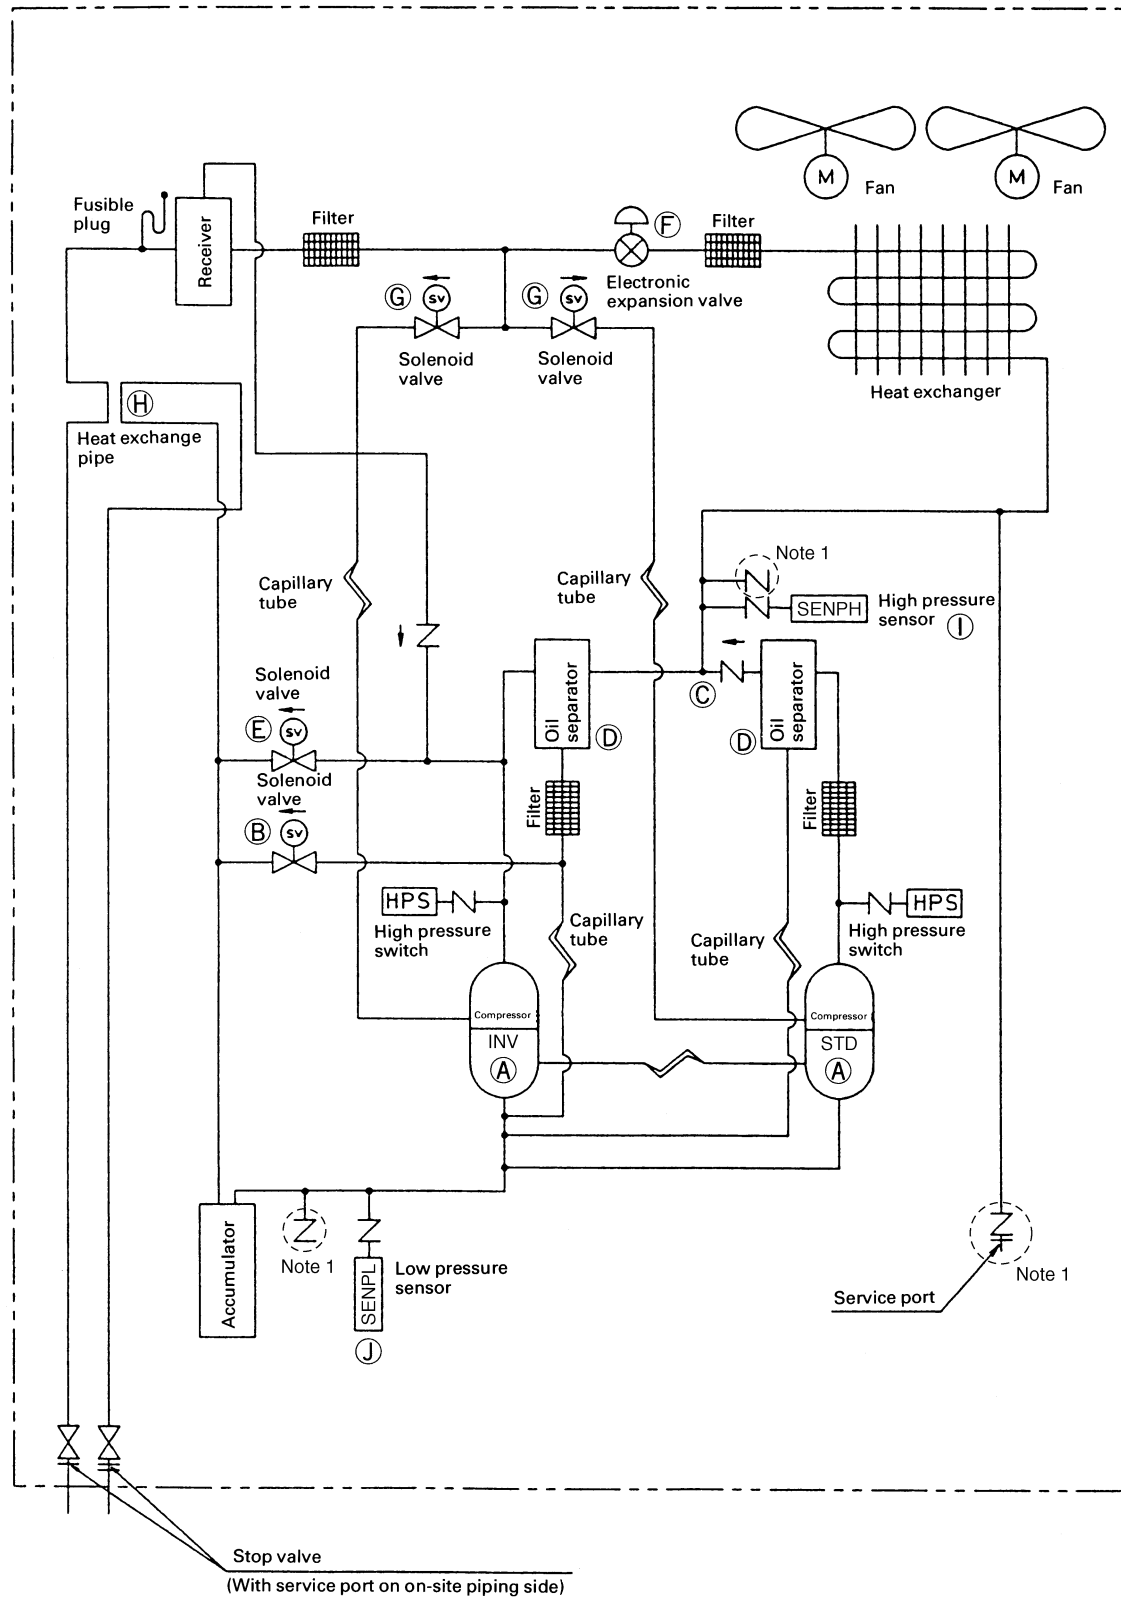 M
Fan
M
Fan
Fusible
plug
Receiver
Filter
F
Filter
Electronic
expansion valve
G
SV
G
SV
Solenoid
valve
Solenoid
valve
Heat exchanger
H
Heat exchange
pipe
Note 1
Capillary
tube
Capillary
tube
SENPH
High pressure
sensor
I
Solenoid
valve
E
SV
Oil
separator
D
C
Oil
separator
D
Solenoid
valve
B
SV
Filter
Filter
HPS
High pressure
switch
Capillary
tube
Capillary
tube
HPS
High pressure
switch
Compressor
INV
A
Compressor
STD
A
Accumulator
Note 1
SENPL
Low pressure
sensor
J
Note 1
Service port
Stop valve
(With service port on on-site piping side)